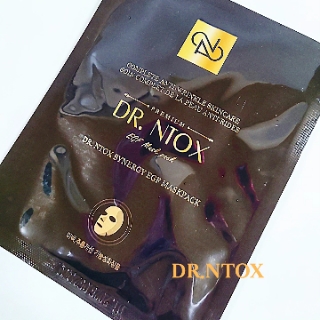 COMPLETE ANTI-WRINKLE SKINCARE
SOIN COMPLET DE LA PEAU ANTI-RIDES
PREMIUM
DR. NTOX
EGF Mask pack
DR.NTOX SYNERGY EGF MASKPACK
DR.NTOX